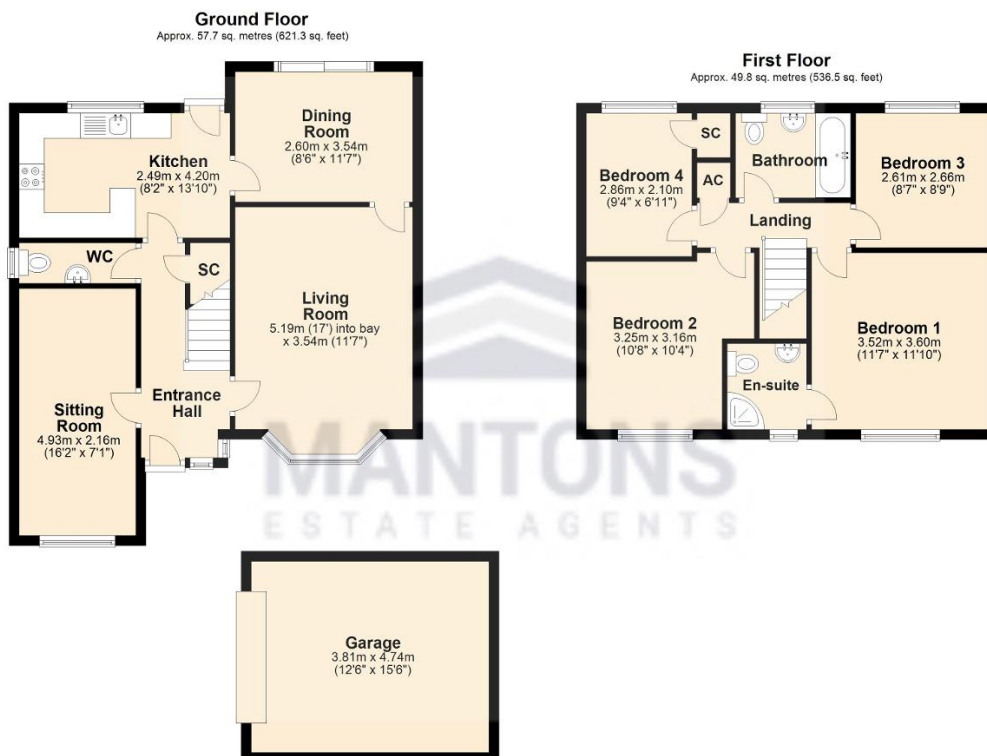 Ground Floor
Approx. 57.7 sq. metres (621.3 sq. feet)
Kitchen
2.49m x 4.20m
(8'2" x 13'10")
Dining
Room
2.60m x 3.54m
(8'6" x 11'7")
WC
SC
Living
Room
5.19m (17') into bay
x 3.54m (11'7")
Sitting
Room
4.93m x 2.16m
(16'2" x 7'1")
Entrance
Hall
First Floor
Approx. 49.8 sq. metres (536.5 sq. feet)
Bedroom 4
2.86m x 2.10m
(9'4" x 6'11")
SC
AC
Bathroom
Bedroom 3
2.61m x 2.66m
(8'7" x 8'9")
Landing
Bedroom 2
3.25m x 3.16m
(10'8" x 10'4")
En-suite
Bedroom 1
3.52m x 3.60m
(11'7" x 11'10")
MANTONS
ESTATE AGENTS
Garage
3.81m x 4.74m
(12'6" x 15'6")